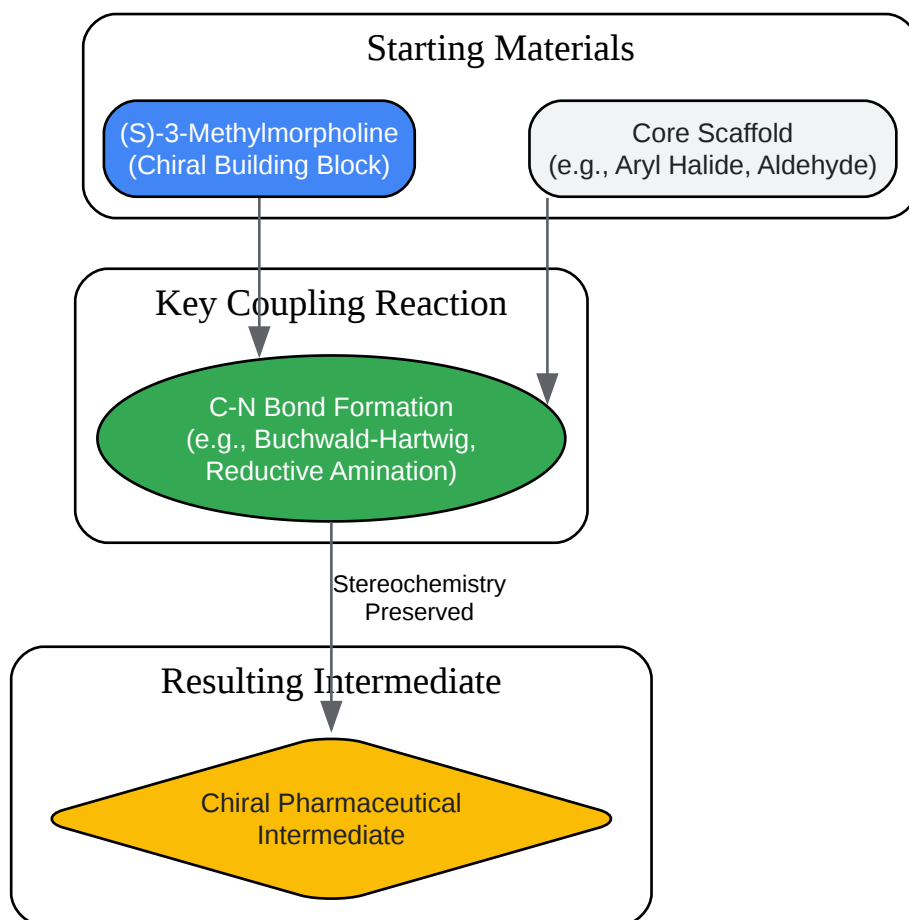 Starting Materials
(S)-3-Methylmorpholine
(Chiral Building Block)
Core Scaffold
(e.g., Aryl Halide, Aldehyde)
Key Coupling Reaction
C-N Bond Formation
(e.g., Buchwald-Hartwig,
Reductive Amination)
Stereochemistry
Preserved
Resulting Intermediate
Chiral Pharmaceutical
Intermediate